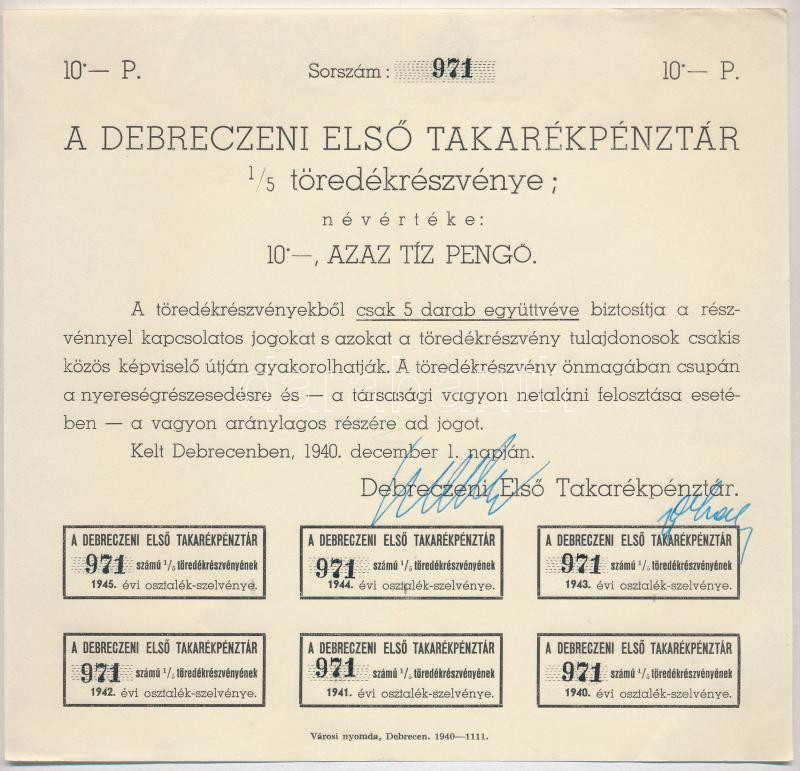 10·— P. Sorszám: 971 10·— P.
A DEBRECZENI ELSŐ TAKARÉKPÉNZTÁR
1/5 töredékrészvénye;
névértéke:
10·—, AZAZ TÍZ PENGŐ.
A töredékrészvényekből csak 5 darab együttvéve biztosítja a rész-
vénnyel kapcsolatos jogokat s azokat a töredékrészvény tulajdonosok csakis
közös képviselő útján gyakorolhatják. A töredékrészvény önmagában csupán
a nyereségrészesedésre és — a társasági vagyon netaláni felosztása eseté-
ben — a vagyon aránylagos részére ad jogot.
Kelt Debrecenben, 1940. december 1. napján.
Debreczeni Első Takarékpénztár.
A DEBRECZENI ELSŐ TAKARÉKPÉNZTÁR
971 számú 1/5 töredékrészvényének
1945. évi osztalék-szelvénye.
A DEBRECZENI ELSŐ TAKARÉKPÉNZTÁR
971 számú 1/5 töredékrészvényének
1944. évi osztalék-szelvénye.
A DEBRECZENI ELSŐ TAKARÉKPÉNZTÁR
971 számú 1/5 töredékrészvényének
1943. évi osztalék-szelvénye.
A DEBRECZENI ELSŐ TAKARÉKPÉNZTÁR
971 számú 1/5 töredékrészvényének
1942. évi osztalék-szelvénye.
A DEBRECZENI ELSŐ TAKARÉKPÉNZTÁR
971 számú 1/5 töredékrészvényének
1941. évi osztalék-szelvénye.
A DEBRECZENI ELSŐ TAKARÉKPÉNZTÁR
971 számú 1/5 töredékrészvényének
1940. évi osztalék-szelvénye.
Városi nyomda, Debrecen. 1940—1111.
darabanth